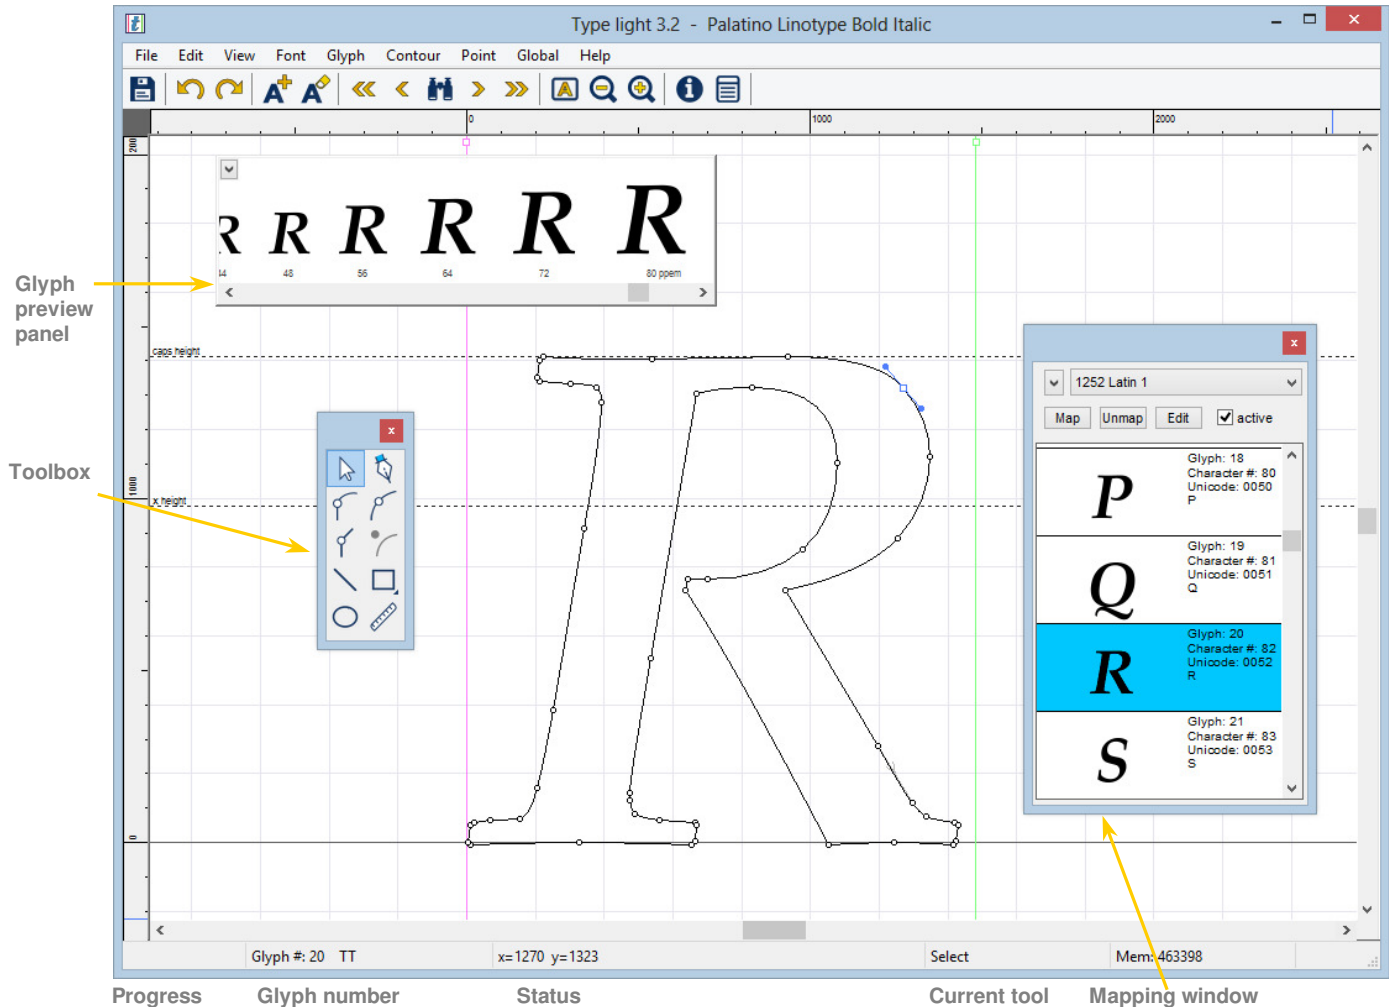 Type light 3.2 - Palatino Linotype Bold Italic
File Edit View Font Glyph Contour Point Global Help
0 1000 2000
200
R R R R R R
44 48 56 64 72 80 ppem
Glyph
preview
panel
caps height
1252 Latin 1
Map Unmap Edit active
Toolbox
1000
x height
P
Glyph: 18
Character #: 80
Unicode: 0050
P
Q
Glyph: 19
Character #: 81
Unicode: 0051
Q
R
Glyph: 20
Character #: 82
Unicode: 0052
R
S
Glyph: 21
Character #: 83
Unicode: 0053
S
0
Glyph #: 20 TT x=1270 y=1323 Select Mem: 463398
Progress Glyph number Status Current tool Mapping window